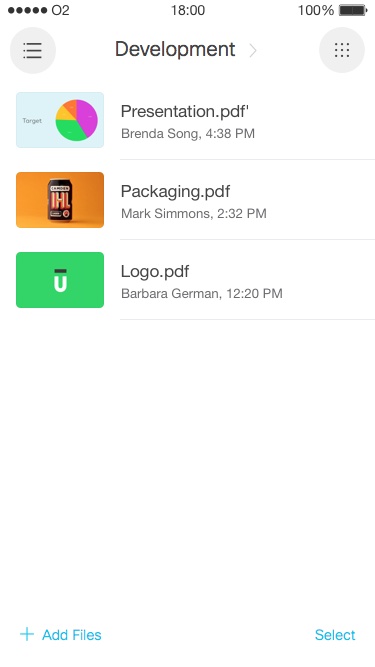 O2 18:00 100%
Development
Target
Presentation.pdf'
Brenda Song, 4:38 PM
Packaging.pdf
Mark Simmons, 2:32 PM
Ū
Logo.pdf
Barbara German, 12:20 PM
+ Add Files
Select